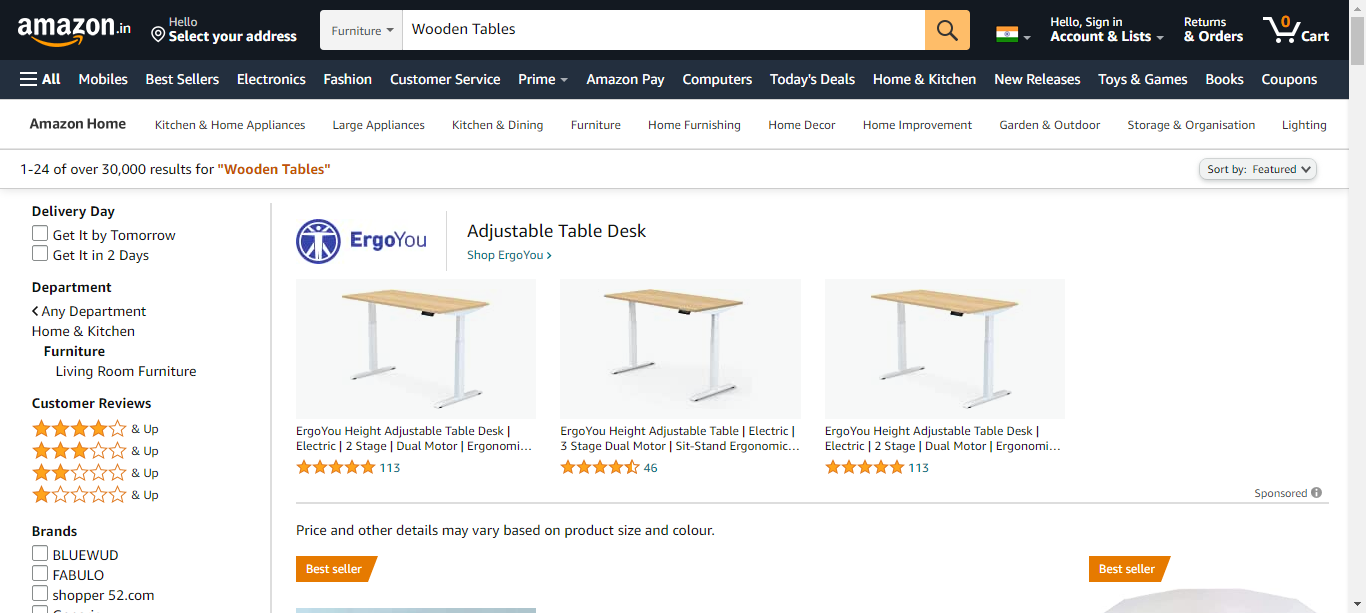 amazon.in
Hello
Select your address
Furniture
Wooden Tables
Hello, Sign in
Account & Lists
Returns
& Orders
0
Cart
All Mobiles Best Sellers Electronics Fashion Customer Service Prime Amazon Pay Computers Today's Deals Home & Kitchen New Releases Toys & Games Books Coupons
Amazon Home Kitchen & Home Appliances Large Appliances Kitchen & Dining Furniture Home Furnishing Home Decor Home Improvement Garden & Outdoor Storage & Organisation Lighting
1-24 of over 30,000 results for "Wooden Tables"
Sort by: Featured
Delivery Day
Get It by Tomorrow
Get It in 2 Days
Department
Any Department
Home & Kitchen
Furniture
Living Room Furniture
Customer Reviews
& Up
& Up
& Up
& Up
Brands
BLUEWUD
FABULO
shopper 52.com
ErgoYou
Adjustable Table Desk
Shop ErgoYou ›
ErgoYou Height Adjustable Table Desk |
Electric | 2 Stage | Dual Motor | Ergonomi…
113
ErgoYou Height Adjustable Table | Electric |
3 Stage Dual Motor | Sit-Stand Ergonomic…
46
ErgoYou Height Adjustable Table Desk |
Electric | 2 Stage | Dual Motor | Ergonomi…
113
Sponsored
Price and other details may vary based on product size and colour.
Best seller
Best seller